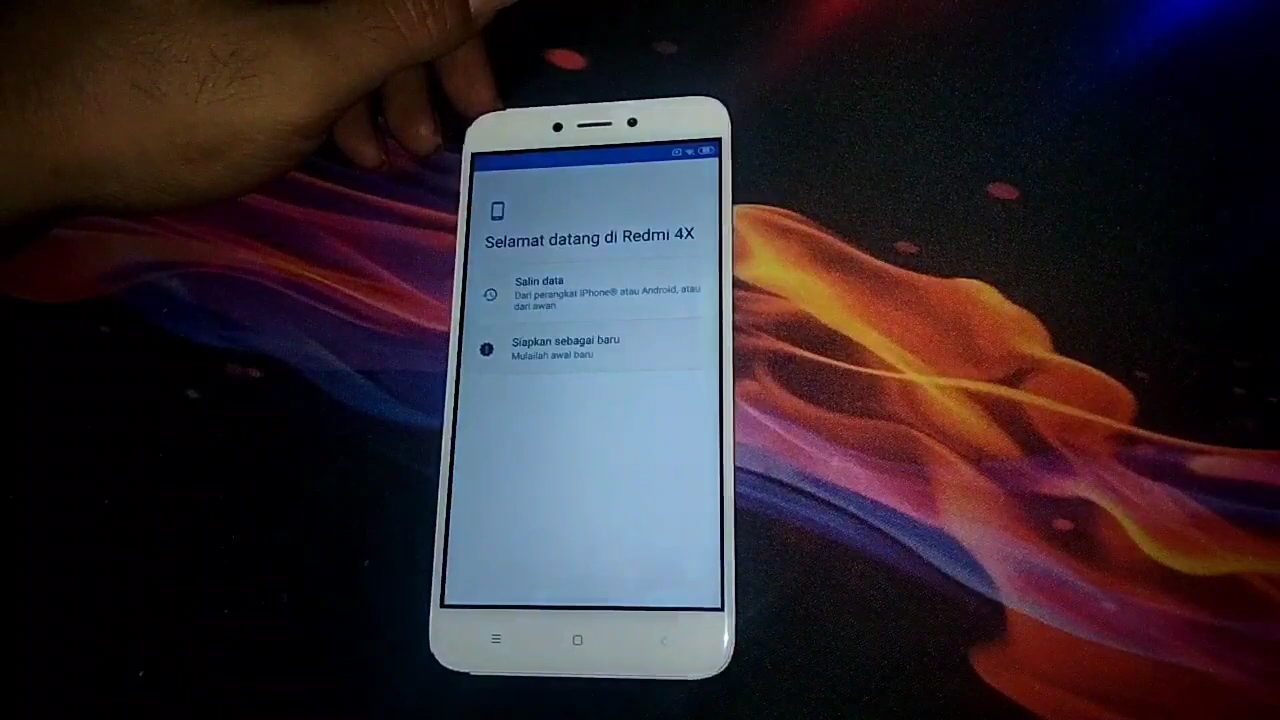 Selamat datang di Redmi 4X
Salin data
Dari perangkat iPhone® atau Android, atau
dari awan
Siapkan sebagai baru
Mulailah awal baru